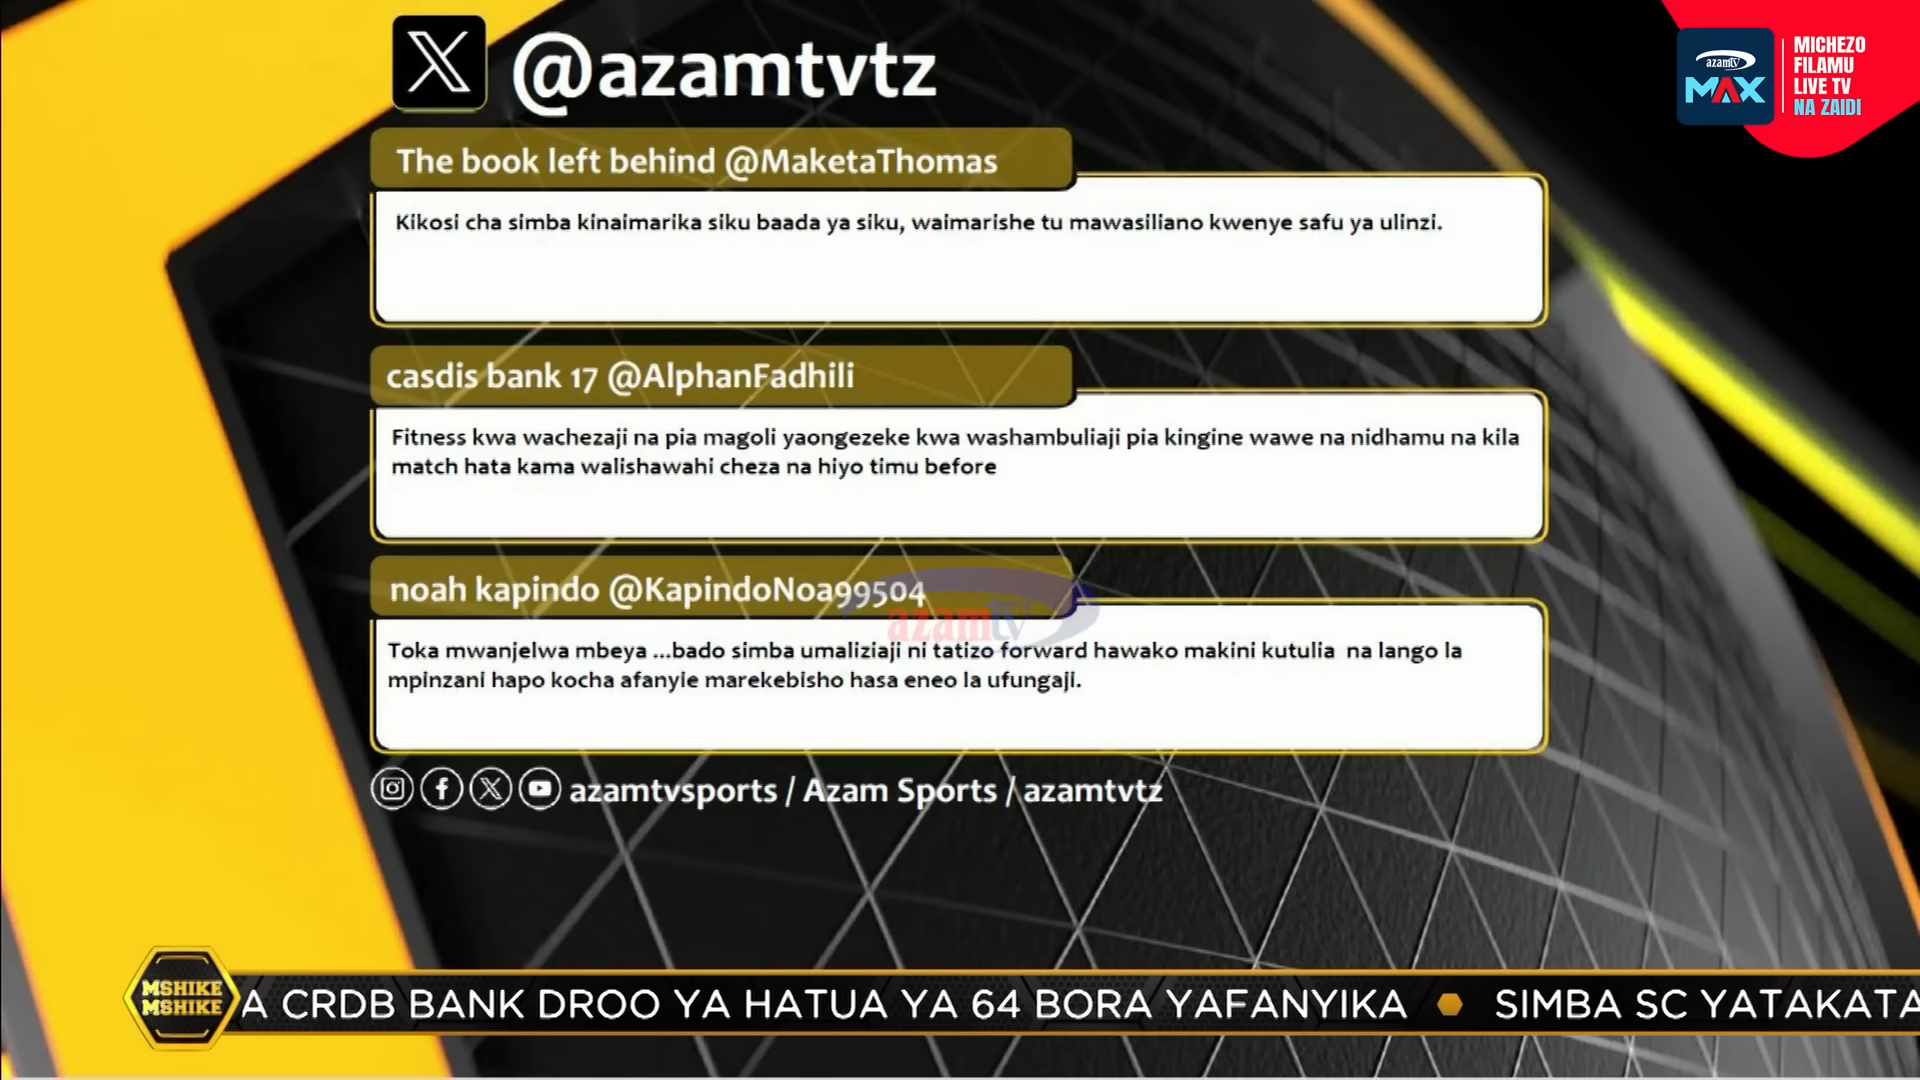 @azamtvtz
azamtv
MAX
MICHEZO
FILAMU
LIVE TV
NA ZAIDI
The book left behind @MaketaThomas
Kikosi cha simba kinaimarika siku baada ya siku, waimarishe tu mawasiliano kwenye safu ya ulinzi.
casdis bank 17 @AlphanFadhili
Fitness kwa wachezaji na pia magoli yaongezeke kwa washambuliaji pia kingine wawe na nidhamu na kila
match hata kama walishawahi cheza na hiyo timu before
noah kapindo @KapindoNoa99504
azamtv
Toka mwanjelwa mbeya ...bado simba umaliziaji ni tatizo forward hawako makini kutulia  na lango la
mpinzani hapo kocha afanyie marekebisho hasa eneo la ufungaji.
azamtvsports / Azam Sports / azamtvtz
MSHIKE
MSHIKE
A CRDB BANK DROO YA HATUA YA 64 BORA YAFANYIKA
SIMBA SC YATAKATA